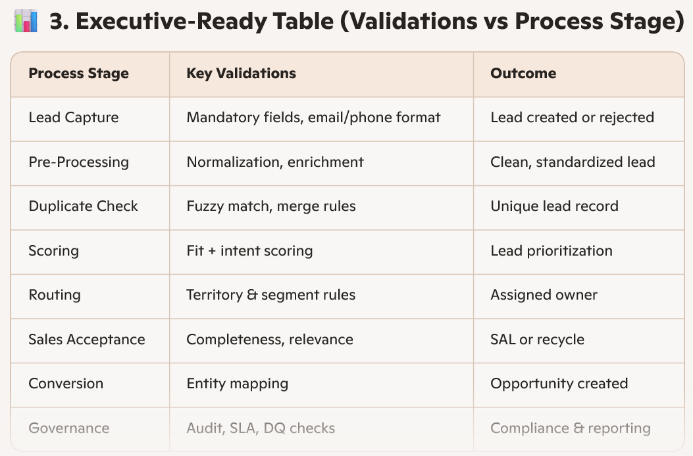 3. Executive-Ready Table (Validations vs Process Stage)
Process Stage Key Validations Outcome
Lead Capture Mandatory fields, email/phone format Lead created or rejected
Pre-Processing Normalization, enrichment Clean, standardized lead
Duplicate Check Fuzzy match, merge rules Unique lead record
Scoring Fit + intent scoring Lead prioritization
Routing Territory & segment rules Assigned owner
Sales Acceptance Completeness, relevance SAL or recycle
Conversion Entity mapping Opportunity created
Governance Audit, SLA, DQ checks Compliance & reporting